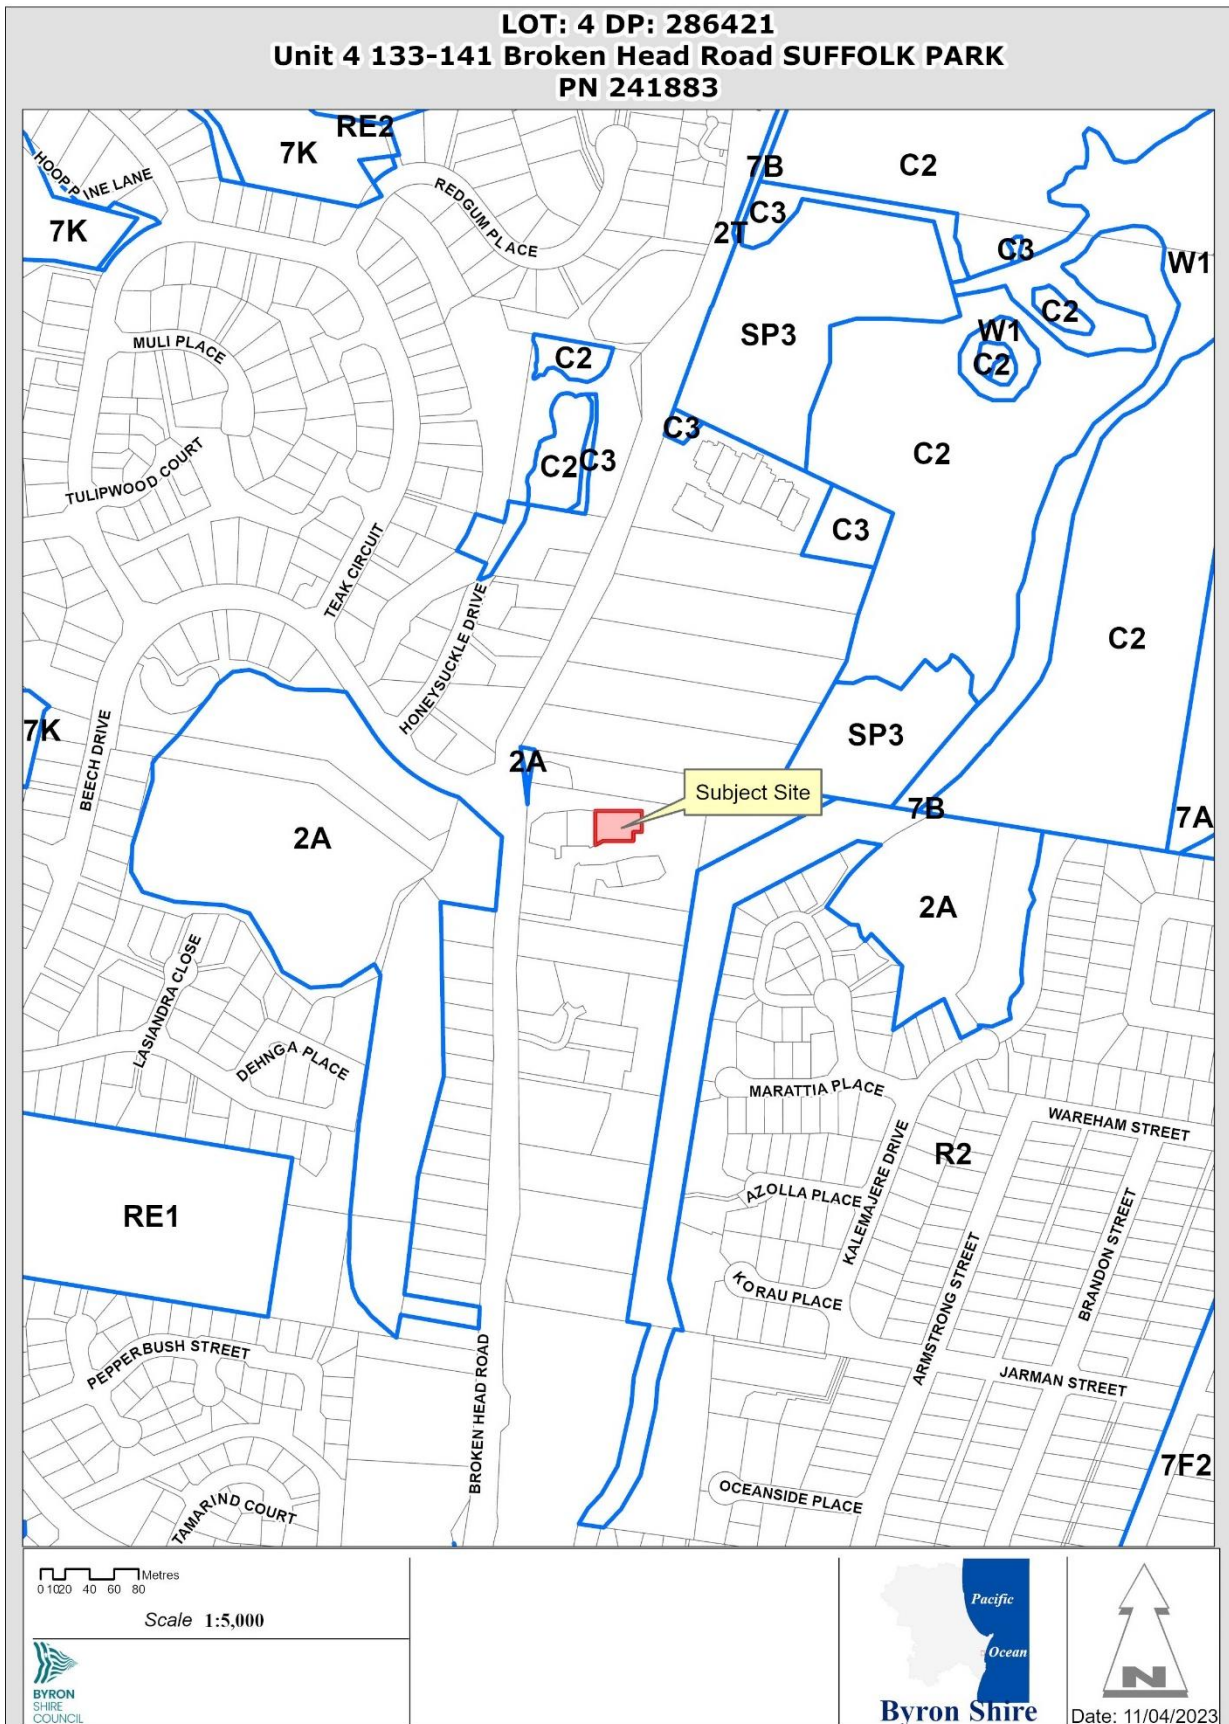 LOT: 4 DP: 286421
Unit 4 133-141 Broken Head Road SUFFOLK PARK
PN 241883
RE2
7K
7B
C2
HOOP PINE LANE
REDGUM PLACE
C3
2T
7K
C3
W1
C2
MULI PLACE
SP3
W1
C2
C2
C3
C2
C2
C3
TULIPWOOD COURT
C3
TEAK CIRCUIT
HONEYSUCKLE DRIVE
C2
7K
BEECH DRIVE
SP3
2A
Subject Site
7B
7A
2A
2A
LASIANDRA CLOSE
DEHNGA PLACE
MARATTIA PLACE
WAREHAM STREET
KALEMAJERE DRIVE
R2
AZOLLA PLACE
RE1
BRANDON STREET
ARMSTRONG STREET
KORAU PLACE
PEPPERBUSH STREET
BROKEN HEAD ROAD
JARMAN STREET
7F2
OCEANSIDE PLACE
TAMARIND COURT
Metres
0 10 20 40 60 80
Scale 1:5,000
BYRON
SHIRE
COUNCIL
Pacific
Ocean
Byron Shire
N
Date: 11/04/2023